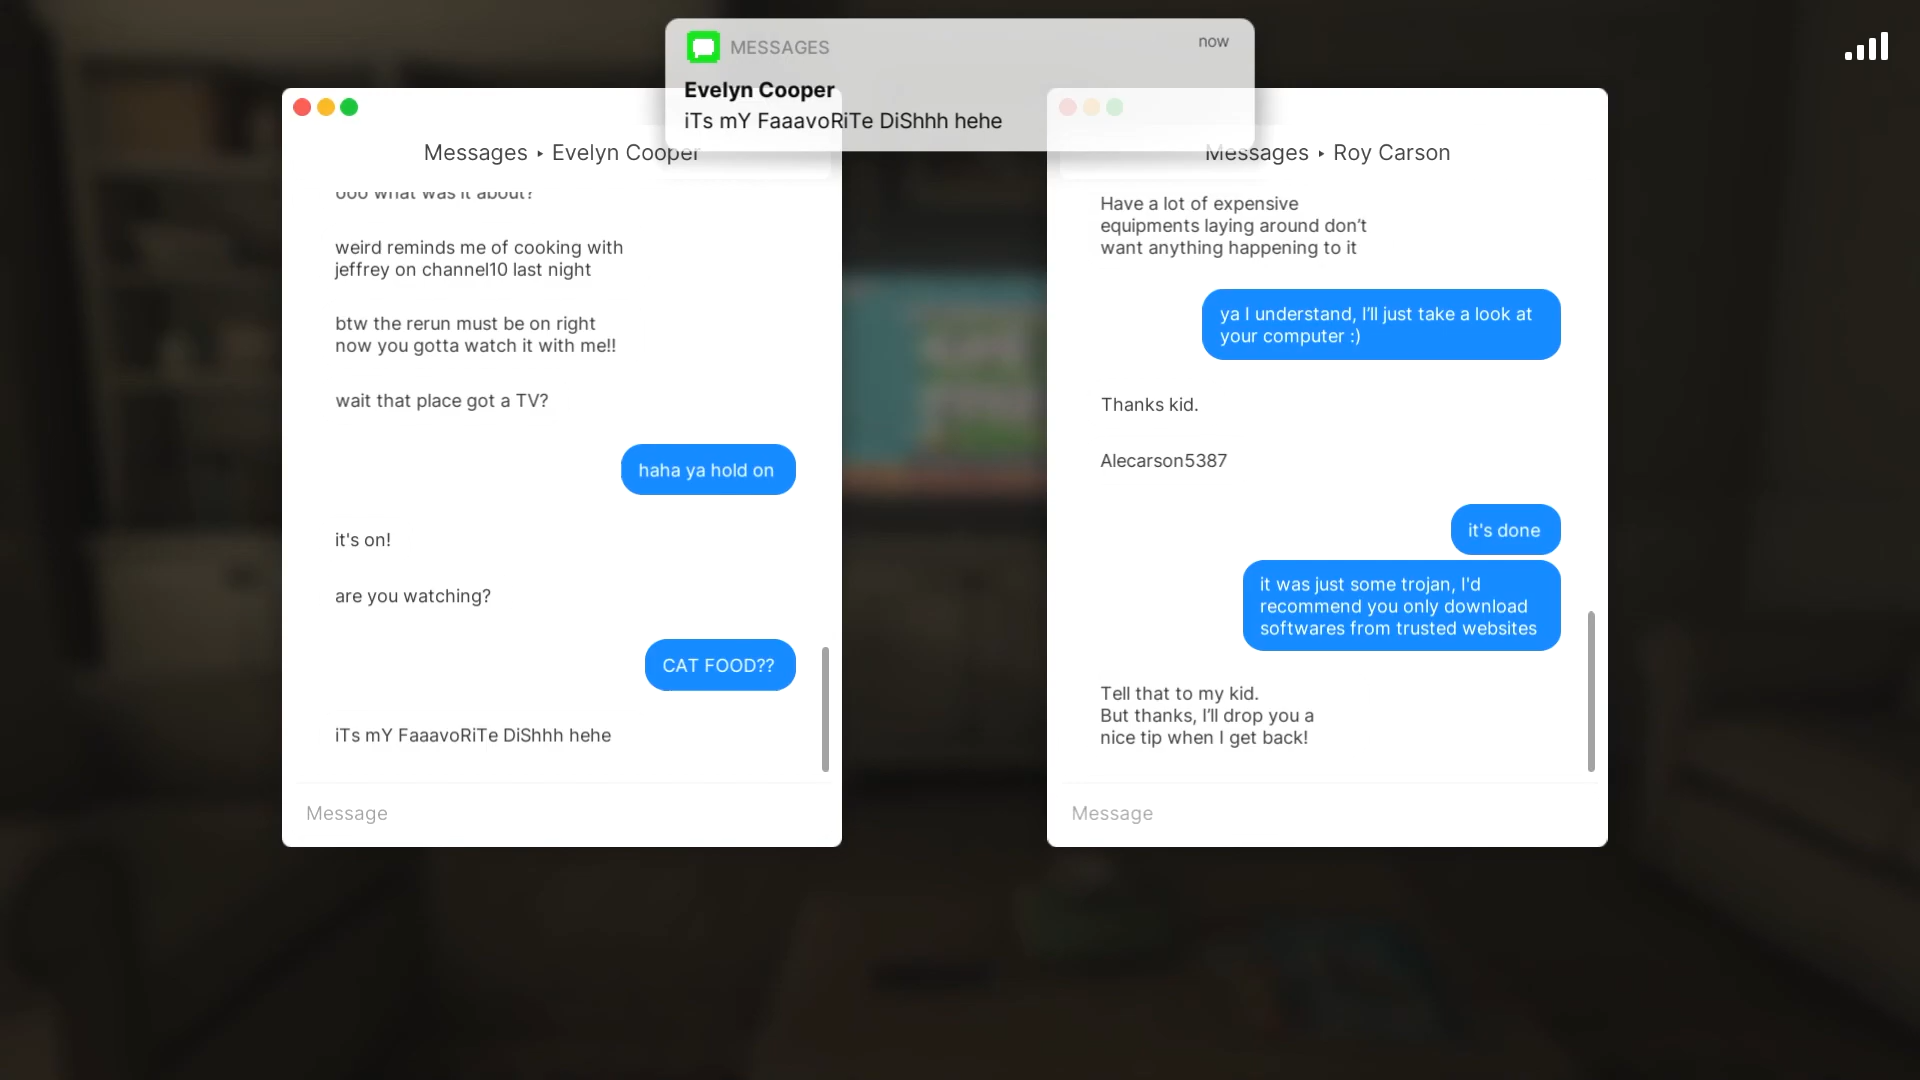 MESSAGES
now
Evelyn Cooper
iTs mY FaaavoRiTe DiShhh hehe
Messages ‣ Evelyn Cooper
ooo what was it about?
weird reminds me of cooking with
jeffrey on channel10 last night
btw the rerun must be on right
now you gotta watch it with me!!
wait that place got a TV?
haha ya hold on
it's on!
are you watching?
CAT FOOD??
iTs mY FaaavoRiTe DiShhh hehe
Message
Messages ‣ Roy Carson
Have a lot of expensive
equipments laying around don’t
want anything happening to it
ya I understand, I’ll just take a look at
your computer :)
Thanks kid.
Alecarson5387
it's done
it was just some trojan, I'd
recommend you only download
softwares from trusted websites
Tell that to my kid.
But thanks, I’ll drop you a
nice tip when I get back!
Message